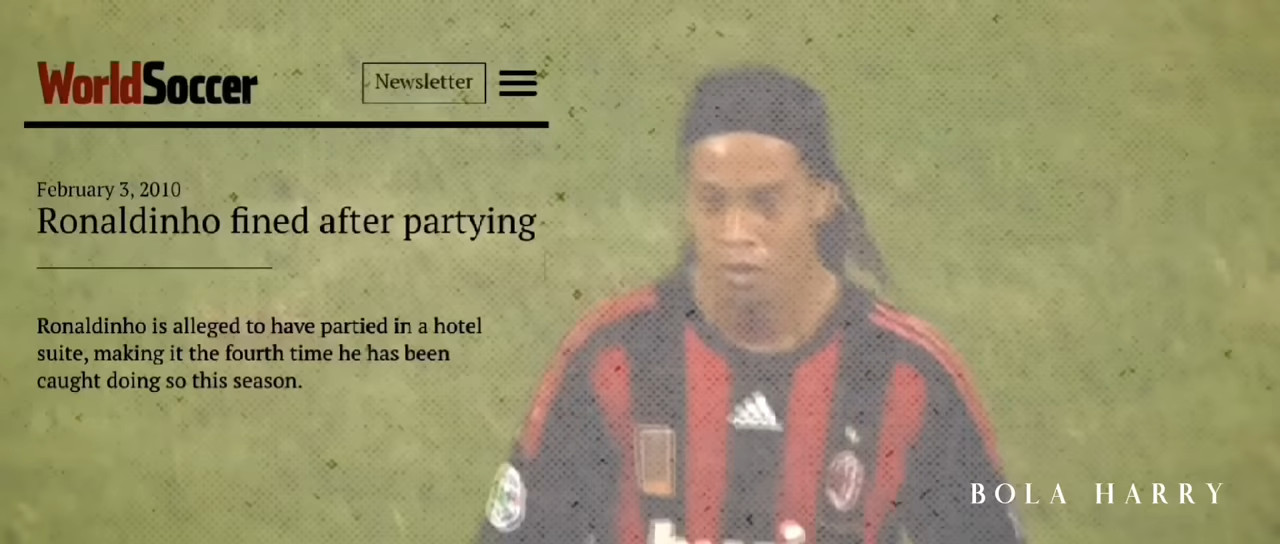 WorldSoccer
Newsletter
February 3, 2010
Ronaldinho fined after partying
Ronaldinho is alleged to have partied in a hotel
suite, making it the fourth time he has been
caught doing so this season.
BOLA HARRY